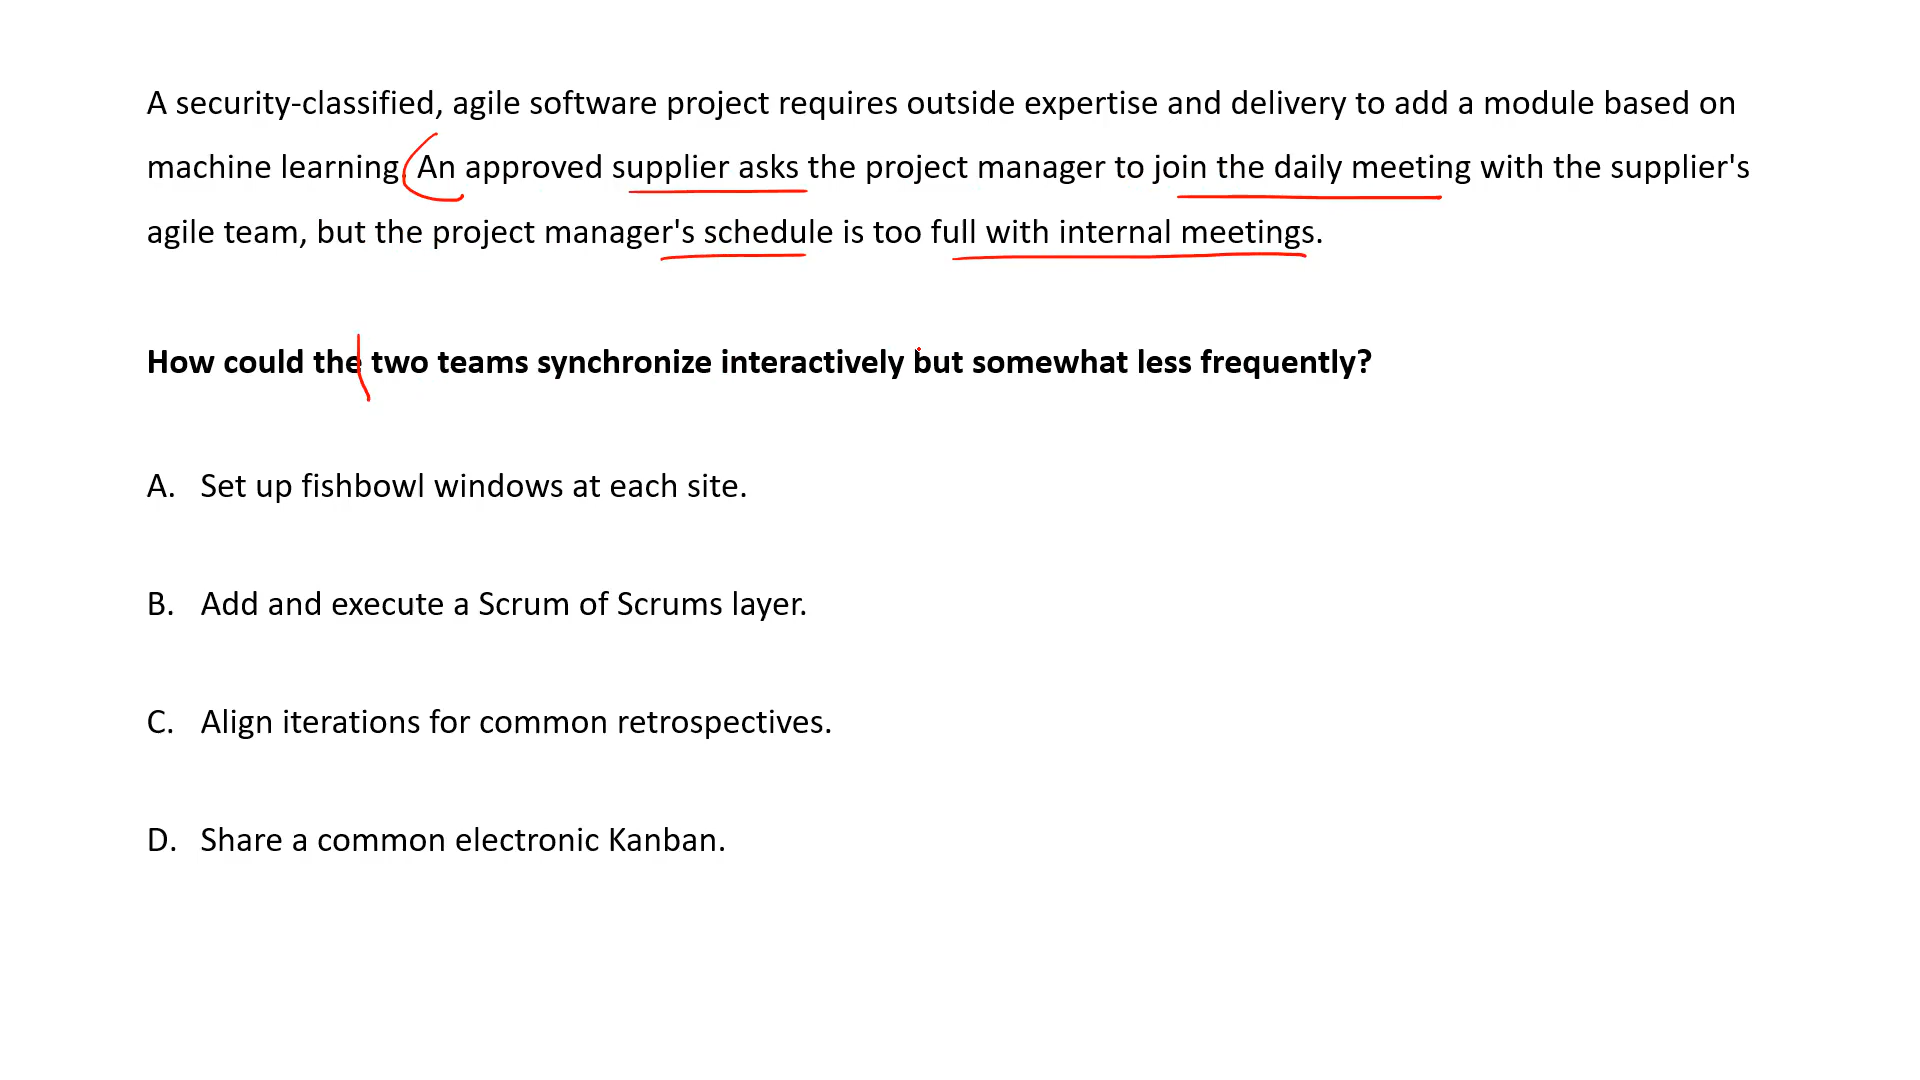 A security-classified, agile software project requires outside expertise and delivery to add a module based on
machine learning. An approved supplier asks the project manager to join the daily meeting with the supplier's
agile team, but the project manager's schedule is too full with internal meetings.
How could the two teams synchronize interactively but somewhat less frequently?
A. Set up fishbowl windows at each site.
B. Add and execute a Scrum of Scrums layer.
C. Align iterations for common retrospectives.
D. Share a common electronic Kanban.